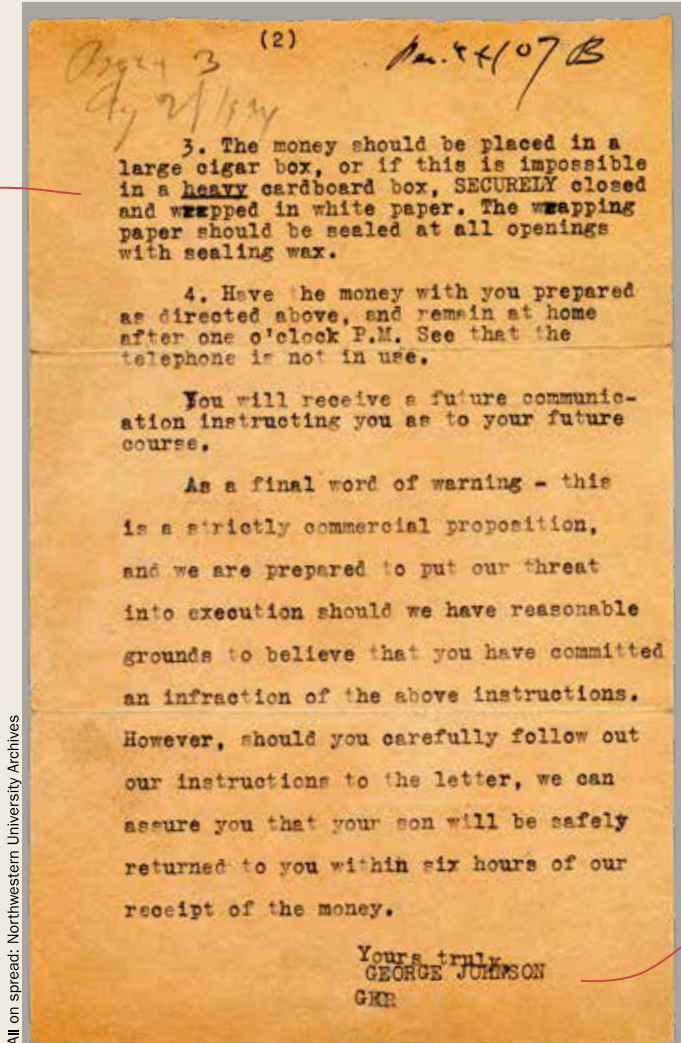 (2)
3. The money should be placed in a
large cigar box, or if this is impossible
in a heavy cardboard box, SECURELY closed
and wrapped in white paper. The wrapping
paper should be sealed at all openings
with sealing wax.
4. Have the money with you prepared
as directed above, and remain at home
after one o'clock P.M. See that the
telephone is not in use.
You will receive a future communic-
ation instructing you as to your future
course.
As a final word of warning - this
is a strictly commercial proposition,
and we are prepared to put our threat
into execution should we have reasonable
grounds to believe that you have committed
an infraction of the above instructions.
However, should you carefully follow out
our instructions to the letter, we can
assure you that your son will be safely
returned to you within six hours of our
receipt of the money.
Yours truly,
GEORGE JOHNSON
GKR
All on spread: Northwestern University Archives